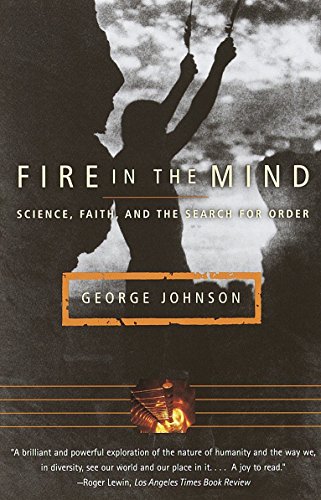 FIRE IN THE MIND
SCIENCE, FAITH, AND THE SEARCH FOR ORDER
GEORGE JOHNSON
"A brilliant and powerful exploration of the nature of humanity and the way we,
in diversity, see our world and our place in it. . . . A joy to read."
—Roger Lewin, Los Angeles Times Book Review